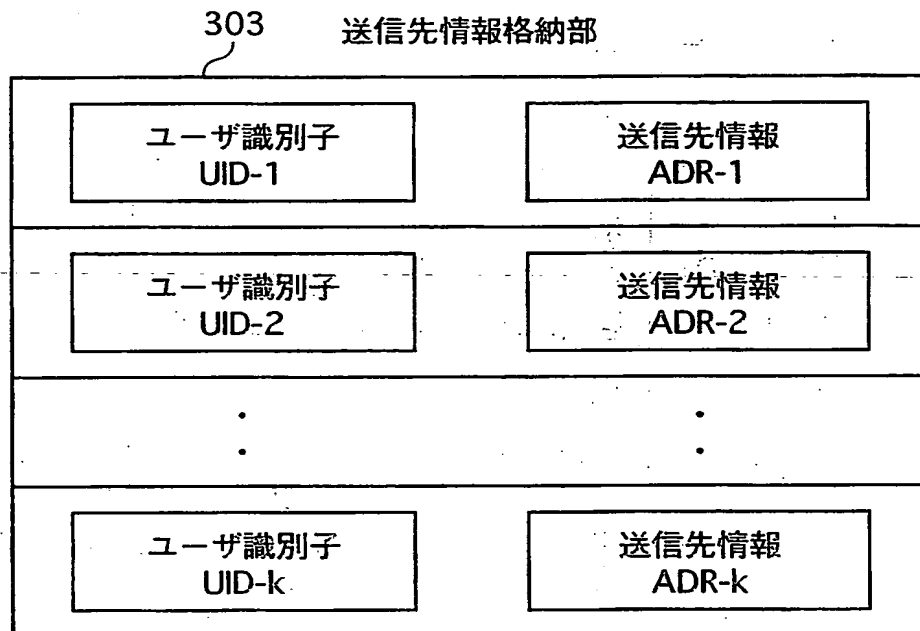 303 送信先情報格納部
ユーザ識別子 送信先情報
UID-1 ADR-1
ユーザ識別子 送信先情報
UID-2 ADR-2
ユーザ識別子 送信先情報
UID-k ADR-k